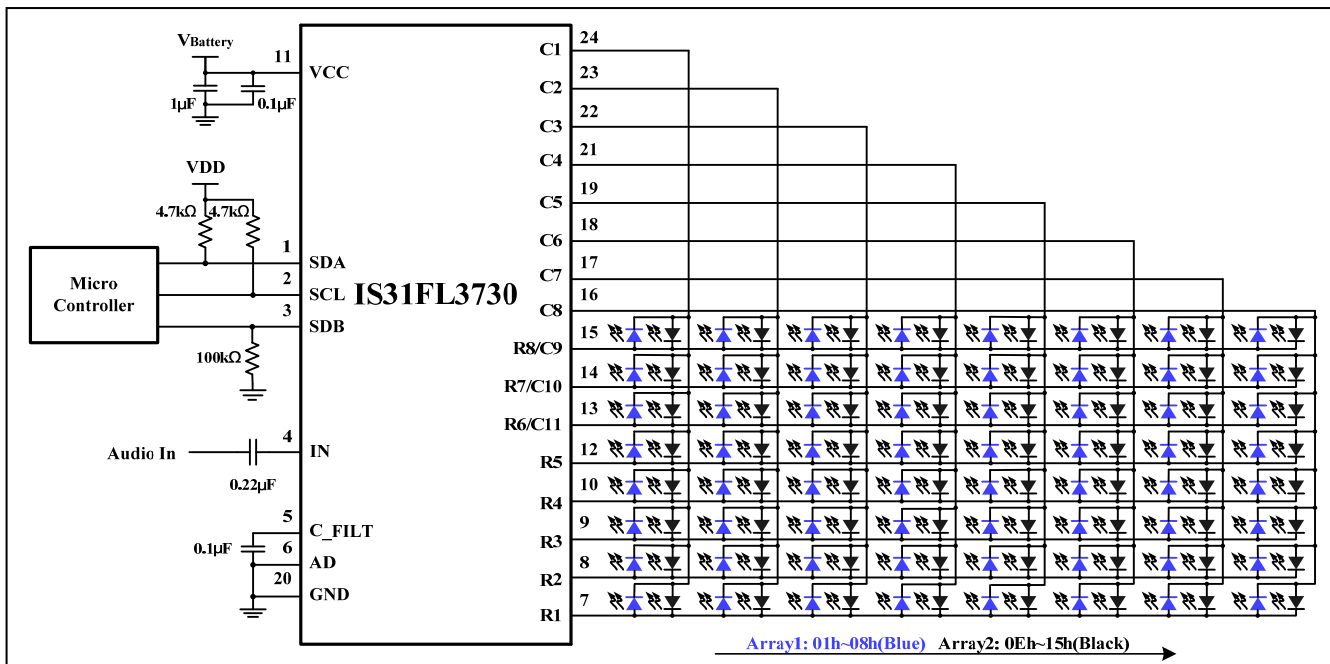 VBattery
11
VCC
1μF
0.1μF
VDD
4.7kΩ 4.7kΩ
Micro
Controller
1
SDA
2
SCL
3
SDB
100kΩ
IS31FL3730
Audio In
4
IN
0.22μF
5
C_FILT
0.1μF
6
AD
20
GND
24
C1
23
C2
22
C3
21
C4
19
C5
18
C6
17
C7
16
C8
15
R8/C9
14
R7/C10
13
R6/C11
12
R5
10
R4
9
R3
8
R2
7
R1
Array1: 01h~08h(Blue) Array2: 0Eh~15h(Black)